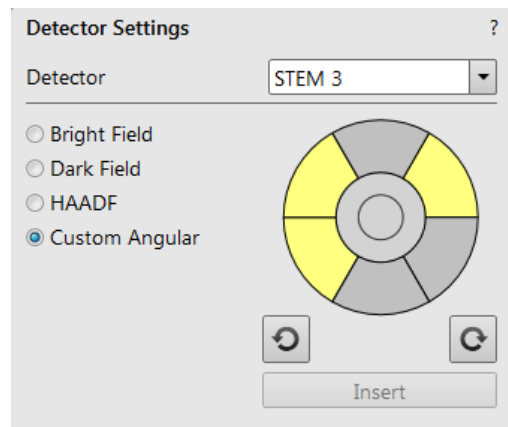 Detector Settings ?
Detector STEM 3
Bright Field
Dark Field
HAADF
Custom Angular
Insert